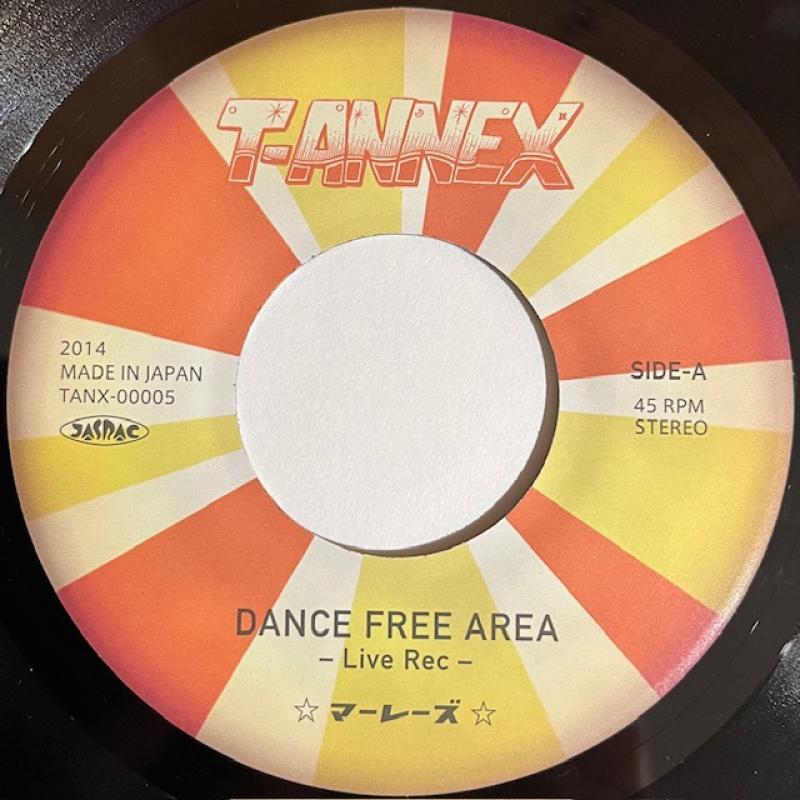 T-ANNEX
2014
MADE IN JAPAN
TANX-00005
JASRAC
SIDE-A
45 RPM
STEREO
DANCE FREE AREA
– Live Rec –
☆ マーレーズ ☆